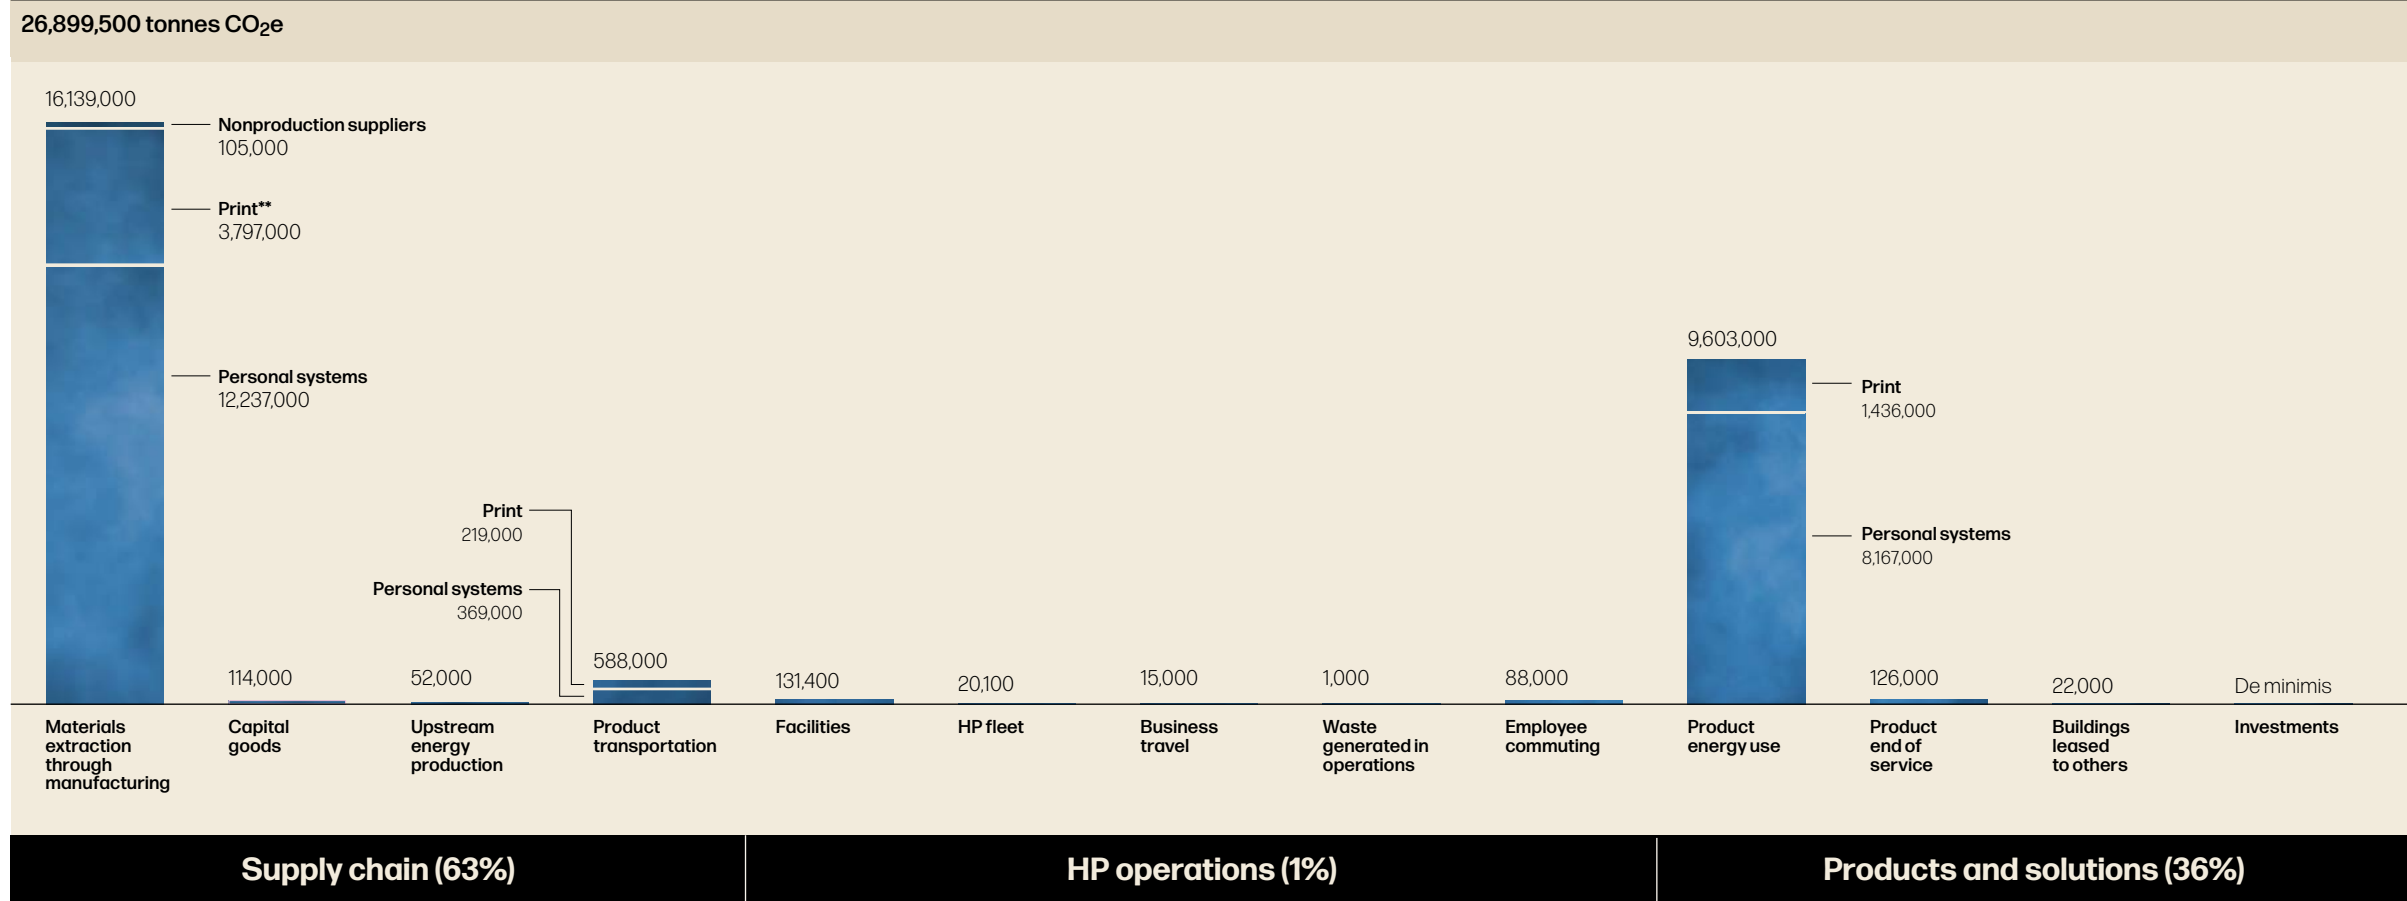 26,899,500 tonnes CO₂e
16,139,000
Nonproduction suppliers
105,000
Print**
3,797,000
Personal systems
12,237,000
Materials
extraction
through
manufacturing
114,000
Capital
goods
52,000
Upstream
energy
production
Print
219,000
Personal systems
369,000
588,000
Product
transportation
131,400
Facilities
20,100
HP fleet
15,000
Business
travel
1,000
Waste
generated in
operations
88,000
Employee
commuting
9,603,000
Print
1,436,000
Personal systems
8,167,000
Product
energy use
126,000
Product
end of
service
22,000
Buildings
leased
to others
De minimis
Investments
Supply chain (63%)
HP operations (1%)
Products and solutions (36%)